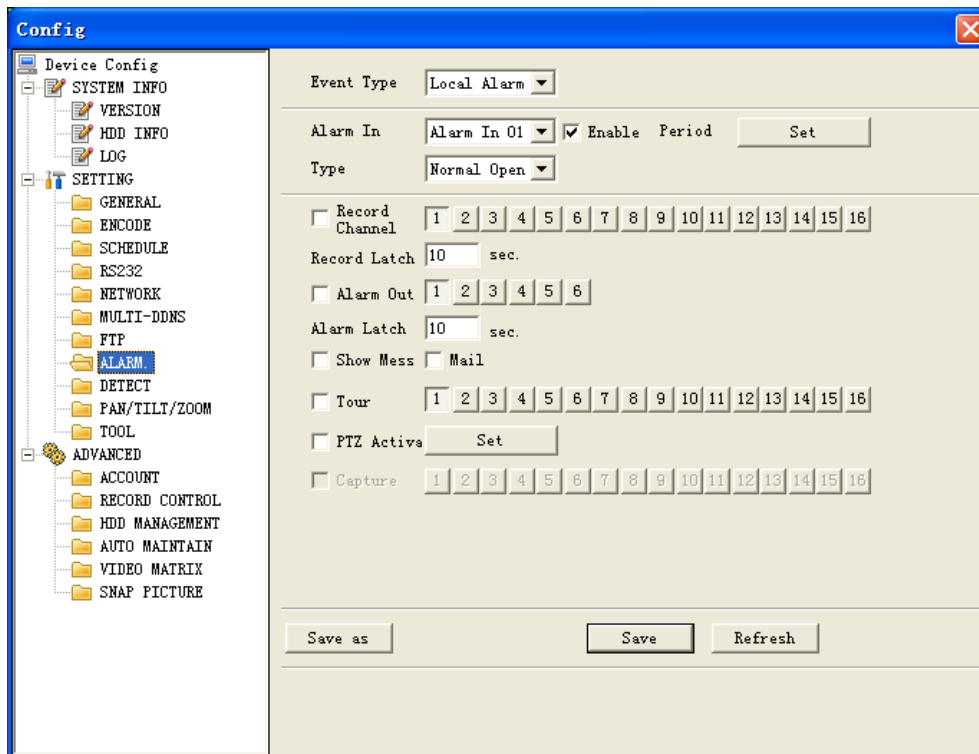 Config
Device Config
SYSTEM INFO
VERSION
HDD INFO
LOG
SETTING
GENERAL
ENCODE
SCHEDULE
RS232
NETWORK
MULTI-DDNS
FTP
ALARM.
DETECT
PAN/TILT/ZOOM
TOOL
ADVANCED
ACCOUNT
RECORD CONTROL
HDD MANAGEMENT
AUTO MAINTAIN
VIDEO MATRIX
SNAP PICTURE
Event Type Local Alarm
Alarm In Alarm In 01 Enable Period Set
Type Normal Open
Record
Channel 1 2 3 4 5 6 7 8 9 10 11 12 13 14 15 16
Record Latch 10 sec.
Alarm Out 1 2 3 4 5 6
Alarm Latch 10 sec.
Show Mess Mail
Tour 1 2 3 4 5 6 7 8 9 10 11 12 13 14 15 16
PTZ Activa Set
Capture 1 2 3 4 5 6 7 8 9 10 11 12 13 14 15 16
Save as Save Refresh